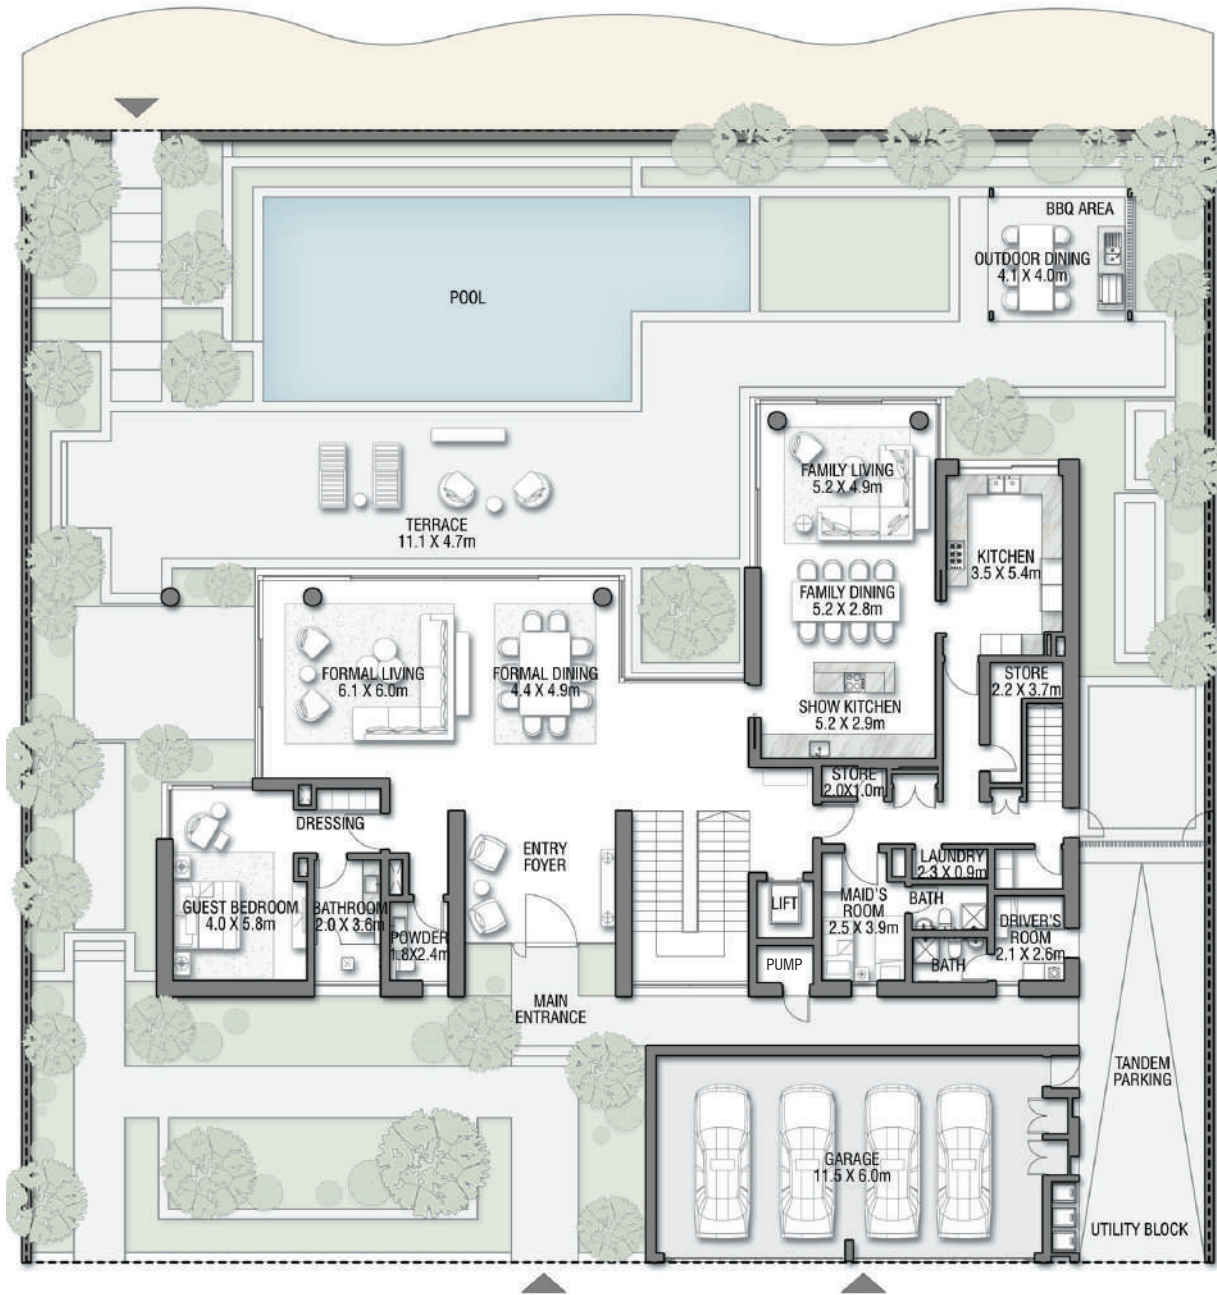 BBQ AREA
OUTDOOR DINING
4.1 X 4.0m
POOL
FAMILY LIVING
5.2 X 4.9m
TERRACE
11.1 X 4.7m
KITCHEN
3.5 X 5.4m
FAMILY DINING
5.2 X 2.8m
FORMAL LIVING
6.1 X 6.0m
FORMAL DINING
4.4 X 4.9m
STORE
2.2 X 3.7m
SHOW KITCHEN
5.2 X 2.9m
STORE
2.0X1.0m
DRESSING
ENTRY
FOYER
LAUNDRY
2.3 X 0.9m
GUEST BEDROOM
4.0 X 5.8m
BATHROOM
2.0 X 3.6m
POWDER
1.8X2.4m
LIFT
MAID'S
ROOM
2.5 X 3.9m
BATH
DRIVER'S
ROOM
2.1 X 2.6m
BATH
PUMP
MAIN
ENTRANCE
TANDEM
PARKING
GARAGE
11.5 X 6.0m
UTILITY BLOCK